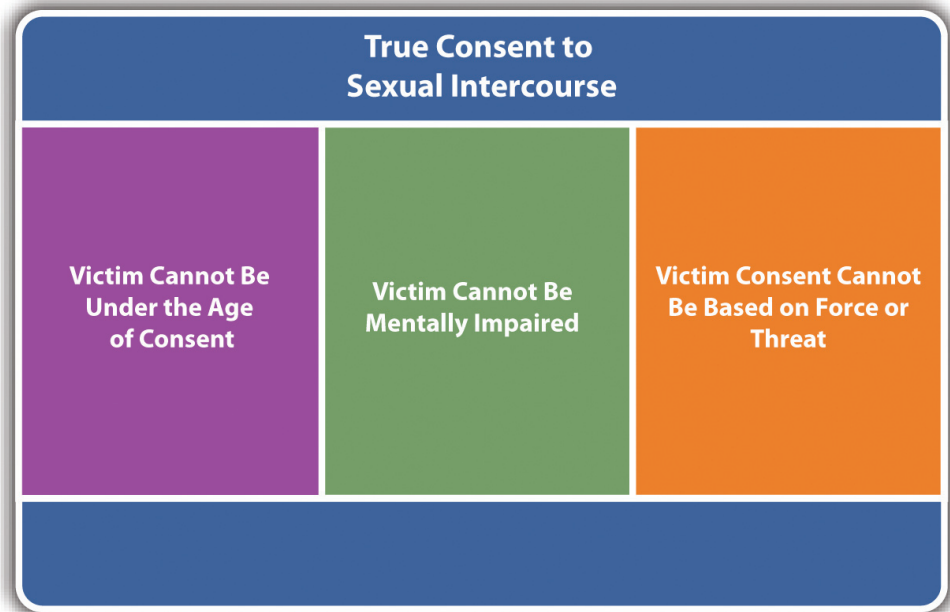 True Consent to
Sexual Intercourse
Victim Cannot Be
Under the Age
of Consent
Victim Cannot Be
Mentally Impaired
Victim Consent Cannot
Be Based on Force or
Threat